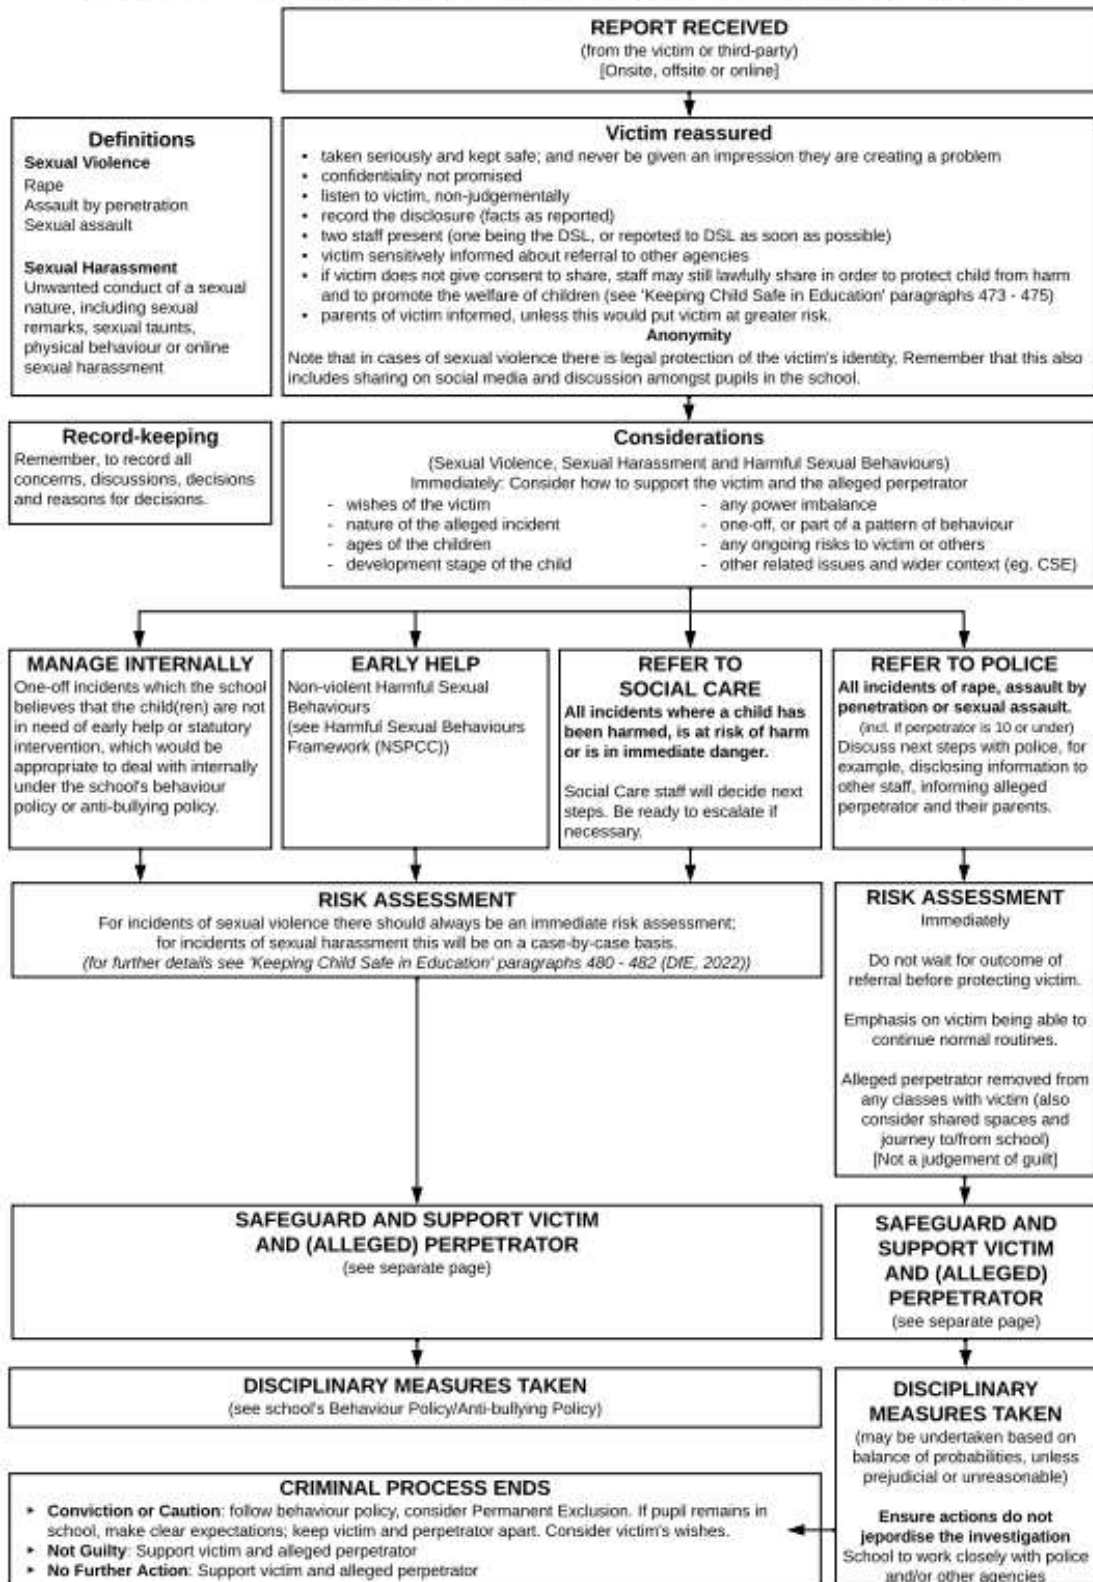 REPORT RECEIVED
(from the victim or third-party)
[Onsite, offsite or online]
Definitions
Sexual Violence
Rape
Assault by penetration
Sexual assault
Sexual Harassment
Unwanted conduct of a sexual
nature, including sexual
remarks, sexual taunts,
physical behaviour or online
sexual harassment
Victim reassured
• taken seriously and kept safe; and never be given an impression they are creating a problem
• confidentiality not promised
• listen to victim, non-judgementally
• record the disclosure (facts as reported)
• two staff present (one being the DSL, or reported to DSL as soon as possible)
• victim sensitively informed about referral to other agencies
• if victim does not give consent to share, staff may still lawfully share in order to protect child from harm
and to promote the welfare of children (see 'Keeping Child Safe in Education' paragraphs 473 - 475)
• parents of victim informed, unless this would put victim at greater risk.
Anonymity
Note that in cases of sexual violence there is legal protection of the victim's identity. Remember that this also
includes sharing on social media and discussion amongst pupils in the school.
Record-keeping
Remember, to record all
concerns, discussions, decisions
and reasons for decisions.
Considerations
(Sexual Violence, Sexual Harassment and Harmful Sexual Behaviours)
Immediately: Consider how to support the victim and the alleged perpetrator
- wishes of the victim
- nature of the alleged incident
- ages of the children
- development stage of the child
- any power imbalance
- one-off, or part of a pattern of behaviour
- any ongoing risks to victim or others
- other related issues and wider context (eg. CSE)
MANAGE INTERNALLY
One-off incidents which the school
believes that the child(ren) are not
in need of early help or statutory
intervention, which would be
appropriate to deal with internally
under the school's behaviour
policy or anti-bullying policy.
EARLY HELP
Non-violent Harmful Sexual
Behaviours
(see Harmful Sexual Behaviours
Framework (NSPCC))
REFER TO
SOCIAL CARE
All incidents where a child has
been harmed, is at risk of harm
or is in immediate danger.
Social Care staff will decide next
steps. Be ready to escalate if
necessary.
REFER TO POLICE
All incidents of rape, assault by
penetration or sexual assault.
(incl. if perpetrator is 10 or under)
Discuss next steps with police, for
example, disclosing information to
other staff, informing alleged
perpetrator and their parents.
RISK ASSESSMENT
For incidents of sexual violence there should always be an immediate risk assessment;
for incidents of sexual harassment this will be on a case-by-case basis.
(for further details see 'Keeping Child Safe in Education' paragraphs 480 - 482 (DfE, 2022))
RISK ASSESSMENT
Immediately
Do not wait for outcome of
referral before protecting victim.
Emphasis on victim being able to
continue normal routines.
Alleged perpetrator removed from
any classes with victim (also
consider shared spaces and
journey to/from school)
[Not a judgement of guilt]
SAFEGUARD AND SUPPORT VICTIM
AND (ALLEGED) PERPETRATOR
(see separate page)
SAFEGUARD AND
SUPPORT VICTIM
AND (ALLEGED)
PERPETRATOR
(see separate page)
DISCIPLINARY MEASURES TAKEN
(see school's Behaviour Policy/Anti-bullying Policy)
DISCIPLINARY
MEASURES TAKEN
(may be undertaken based on
balance of probabilities, unless
prejudicial or unreasonable)
Ensure actions do not
jepordise the investigation
School to work closely with police
and/or other agencies
CRIMINAL PROCESS ENDS
‣ Conviction or Caution: follow behaviour policy, consider Permanent Exclusion. If pupil remains in
school, make clear expectations; keep victim and perpetrator apart. Consider victim's wishes.
‣ Not Guilty: Support victim and alleged perpetrator
‣ No Further Action: Support victim and alleged perpetrator